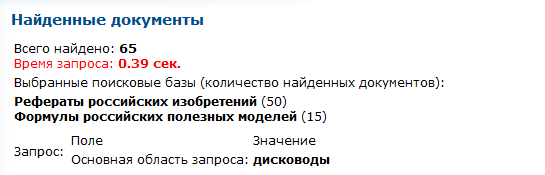 Найденные документы
Всего найдено: 65
Время запроса: 0.39 сек.
Выбранные поисковые базы (количество найденных документов):
Рефераты российских изобретений (50)
Формулы российских полезных моделей (15)
Поле Значение
Запрос:
Основная область запроса: дисководы